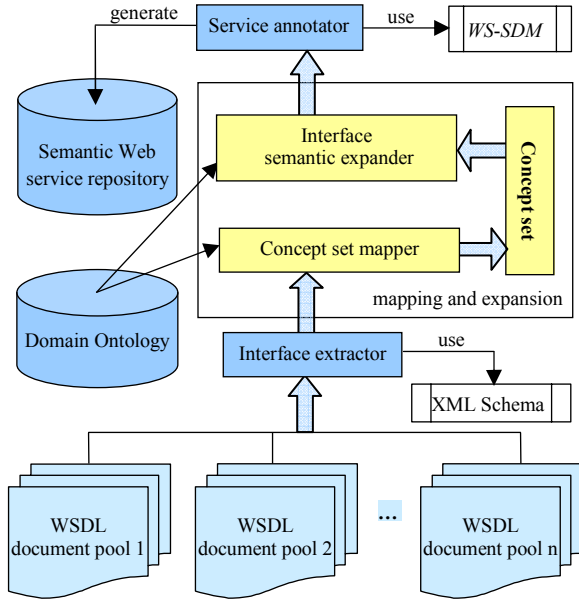 generate
Service annotator
use
WS-SDM
Semantic Web
service repository
Interface
semantic expander
Concept set
Concept set mapper
mapping and expansion
Domain Ontology
Interface extractor
use
XML Schema
WSDL
document pool 1
WSDL
document pool 2
...
WSDL
document pool n